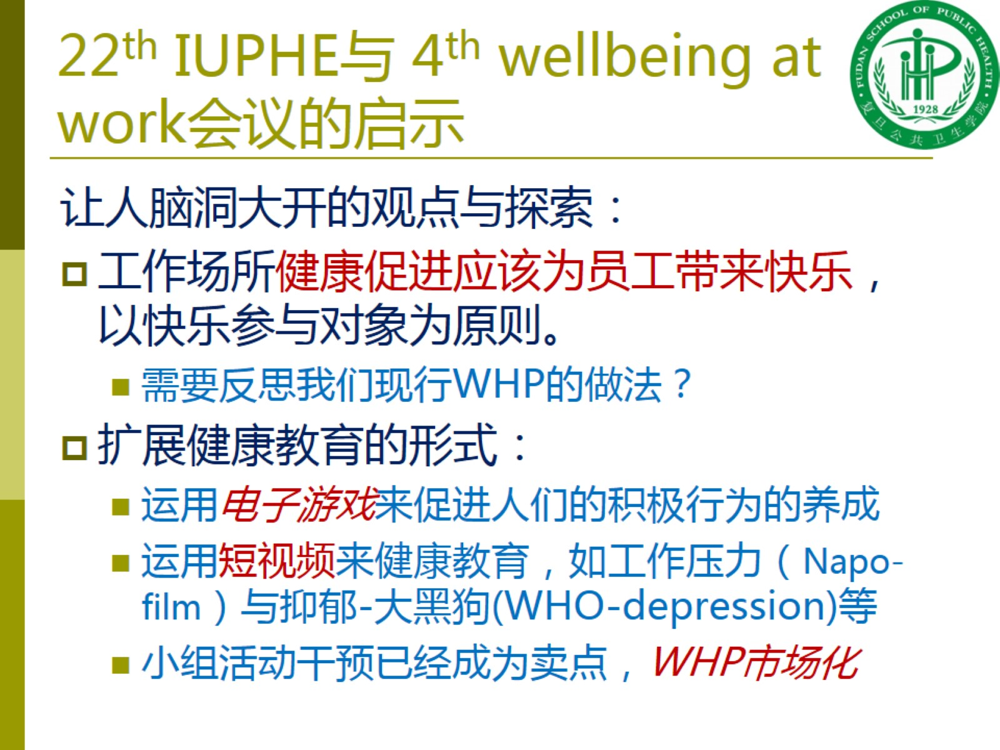 22th IUPHE与 4th wellbeing at
work会议的启示
FUDAN SCHOOL OF PUBLIC HEALTH
1928
复旦公共卫生学院
让人脑洞大开的观点与探索：
工作场所健康促进应该为员工带来快乐，
以快乐参与对象为原则。
需要反思我们现行WHP的做法？
扩展健康教育的形式：
运用电子游戏来促进人们的积极行为的养成
运用短视频来健康教育，如工作压力（Napo-
film）与抑郁-大黑狗(WHO-depression)等
小组活动干预已经成为卖点，WHP市场化